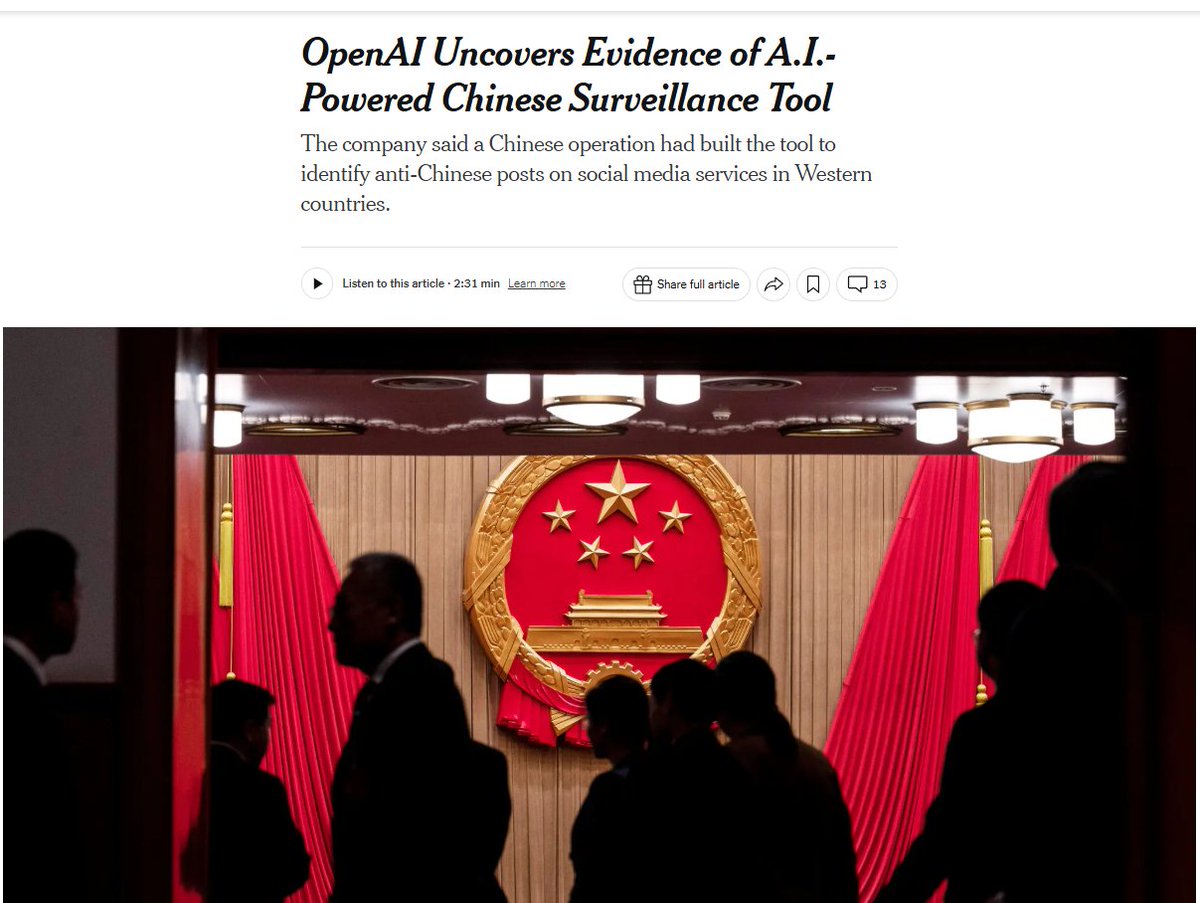 OpenAI Uncovers Evidence of A.I.-
Powered Chinese Surveillance Tool
The company said a Chinese operation had built the tool to
identify anti-Chinese posts on social media services in Western
countries.
Listen to this article · 2:31 min Learn more
Share full article
13